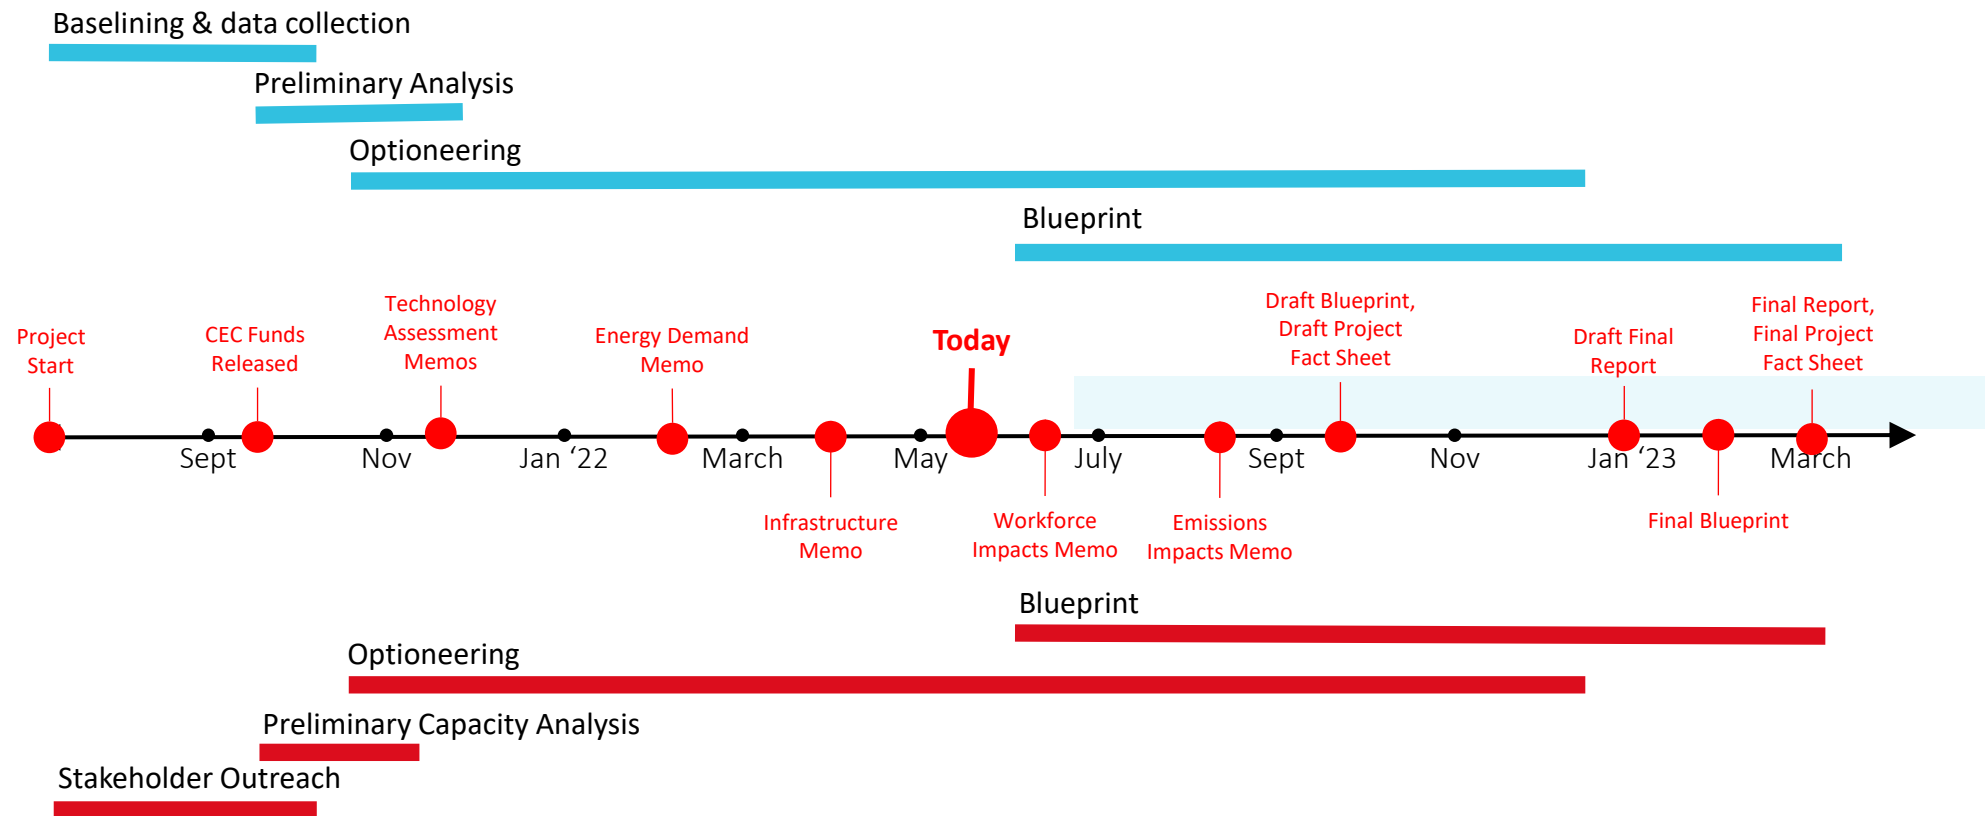 Baselining & data collection
Preliminary Analysis
Optioneering
Blueprint
Project
Start
CEC Funds
Released
Technology
Assessment
Memos
Energy Demand
Memo
Today
Draft Blueprint,
Draft Project
Fact Sheet
Draft Final
Report
Final Report,
Final Project
Fact Sheet
Sept
Nov
Jan ‘22
March
May
July
Sept
Nov
Jan ‘23
March
Infrastructure
Memo
Workforce
Impacts Memo
Emissions
Impacts Memo
Final Blueprint
Blueprint
Optioneering
Preliminary Capacity Analysis
Stakeholder Outreach